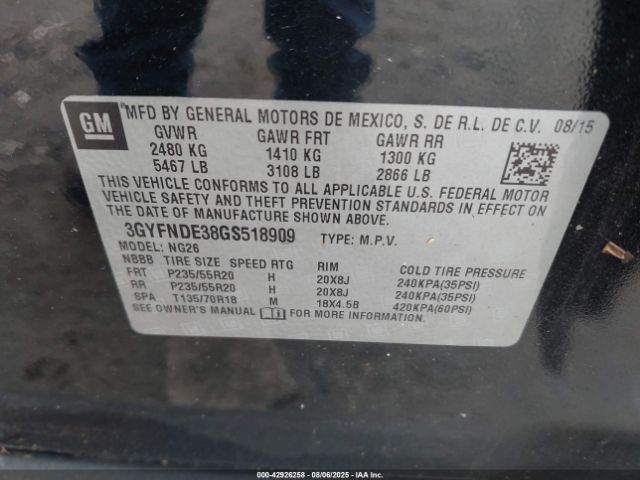 GM
MFD BY GENERAL MOTORS DE MEXICO, S. DE R.L. DE C.V. 08/15
GVWR GAWR FRT GAWR RR
2480 KG 1410 KG 1300 KG
5467 LB 3108 LB 2866 LB
THIS VEHICLE CONFORMS TO ALL APPLICABLE U.S. FEDERAL MOTOR
VEHICLE SAFETY AND THEFT PREVENTION STANDARDS IN EFFECT ON
THE DATE OF MANUFACTURE SHOWN ABOVE.
3GYFNDE38GS518909 TYPE: M.P.V.
MODEL: NG26
NBBB TIRE SIZE SPEED RTG RIM COLD TIRE PRESSURE
FRT P235/55R20 H 20X8J 240KPA(35PSI)
RR P235/55R20 H 20X8J 240KPA(35PSI)
SPA T135/70R18 M 18X4.5B 420KPA(60PSI)
SEE OWNER'S MANUAL FOR MORE INFORMATION.
000-42926258 - 08/06/2025 - IAAI.COM